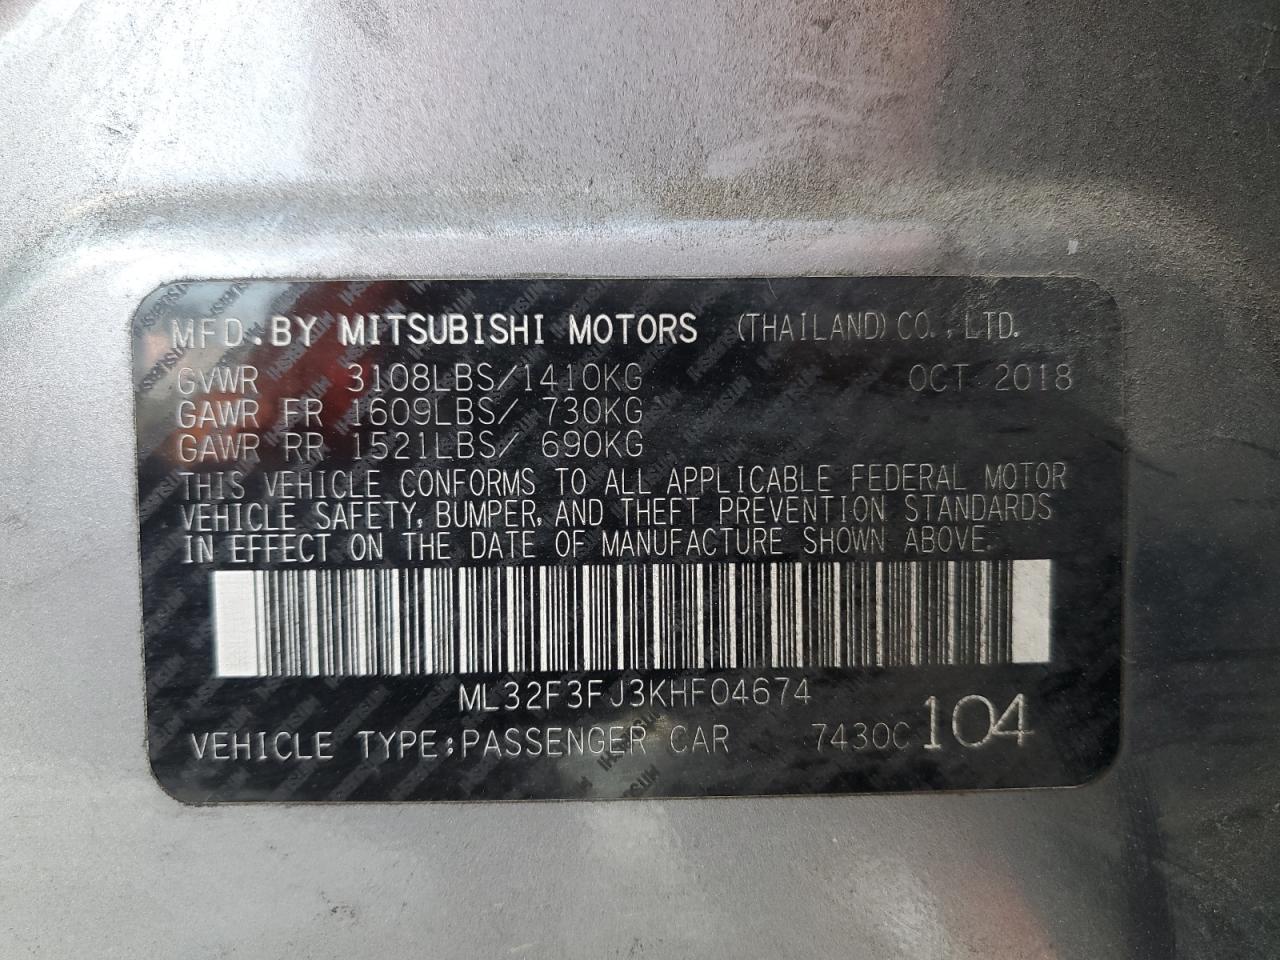 MFD.BY MITSUBISHI MOTORS (THAILAND)CO.,LTD.
GVWR 3108LBS/1410KG OCT 2018
GAWR FR 1609LBS/ 730KG
GAWR RR 1521LBS/ 690KG
THIS VEHICLE CONFORMS TO ALL APPLICABLE FEDERAL MOTOR
VEHICLE SAFETY, BUMPER, AND THEFT PREVENTION STANDARDS
IN EFFECT ON THE DATE OF MANUFACTURE SHOWN ABOVE.
ML32F3FJ3KHF04674
VEHICLE TYPE:PASSENGER CAR 7430C 104